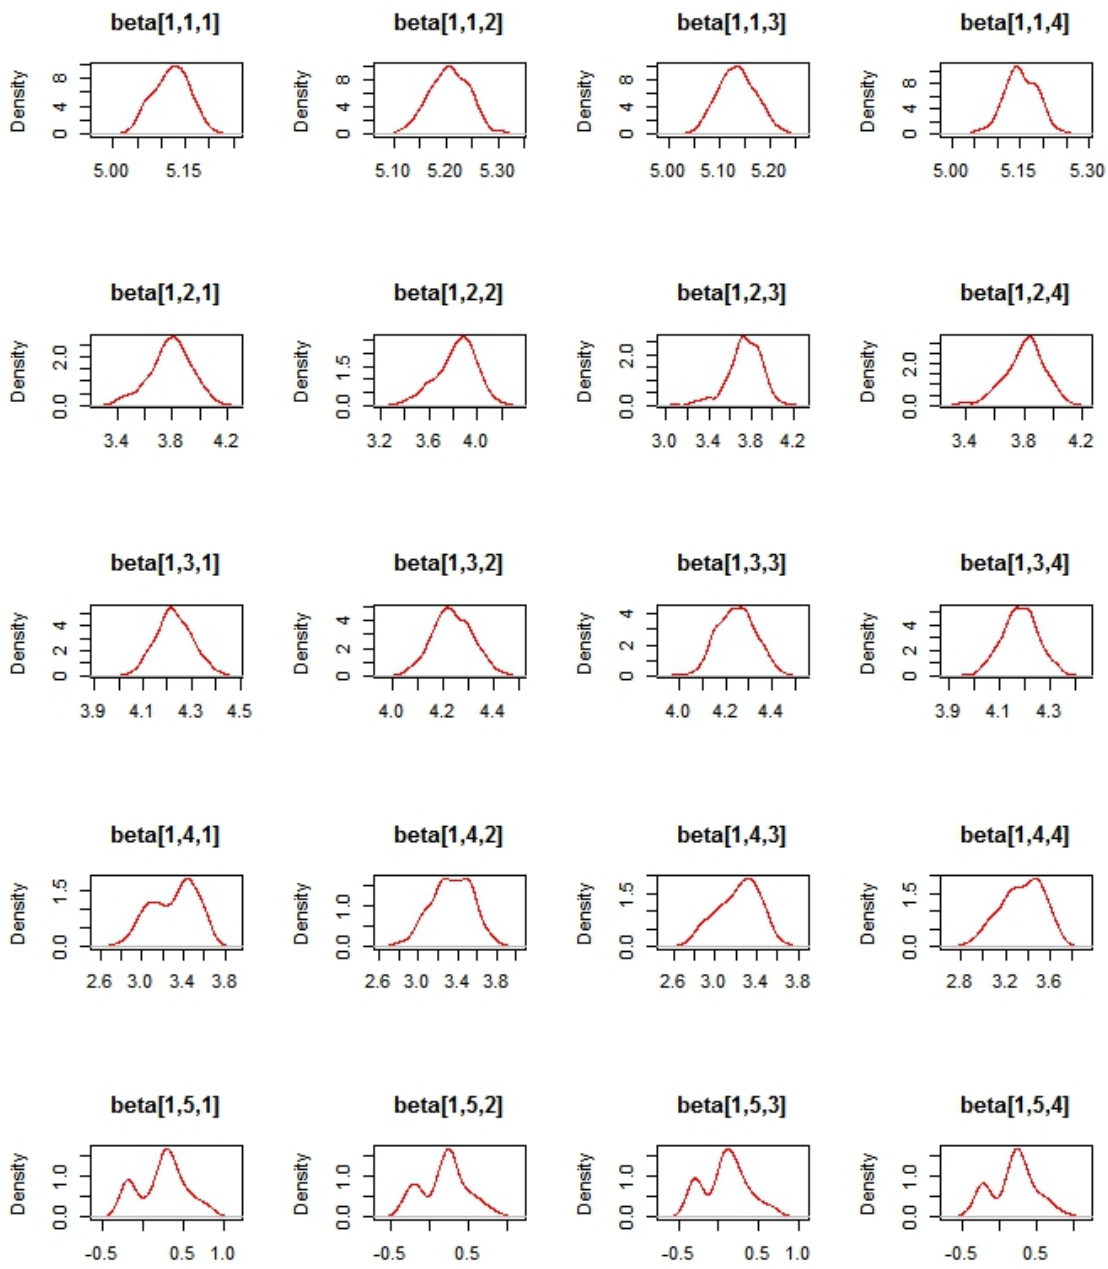 beta[1,1,1] beta[1,1,2] beta[1,1,3] beta[1,1,4]
Density 0 4 8 Density 0 4 8 Density 0 4 8 Density 0 4 8
5.00 5.15 5.10 5.20 5.30 5.00 5.10 5.20 5.00 5.15 5.30
beta[1,2,1] beta[1,2,2] beta[1,2,3] beta[1,2,4]
Density 0.0 2.0 Density 0.0 1.5 Density 0.0 2.0 Density 0.0 2.0
3.4 3.8 4.2 3.2 3.6 4.0 3.0 3.4 3.8 4.2 3.4 3.8 4.2
beta[1,3,1] beta[1,3,2] beta[1,3,3] beta[1,3,4]
Density 0 2 4 Density 0 2 4 Density 0 2 4 Density 0 2 4
3.9 4.1 4.3 4.5 4.0 4.2 4.4 4.0 4.2 4.4 3.9 4.1 4.3
beta[1,4,1] beta[1,4,2] beta[1,4,3] beta[1,4,4]
Density 0.0 1.5 Density 0.0 1.0 Density 0.0 1.5 Density 0.0 1.5
2.6 3.0 3.4 3.8 2.6 3.0 3.4 3.8 2.6 3.0 3.4 3.8 2.8 3.2 3.6
beta[1,5,1] beta[1,5,2] beta[1,5,3] beta[1,5,4]
Density 0.0 1.0 Density 0.0 1.0 Density 0.0 1.0 Density 0.0 1.0
-0.5 0.5 1.0 -0.5 0.5 -0.5 0.5 1.0 -0.5 0.5